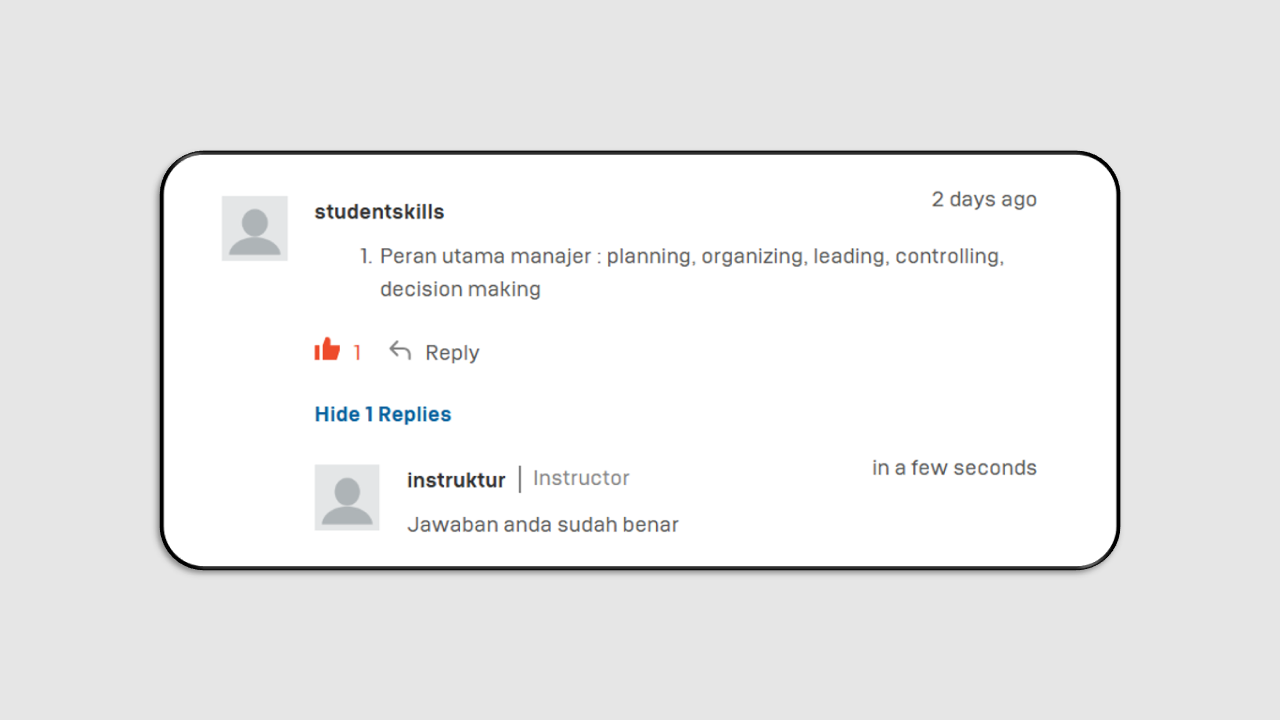 studentskills
2 days ago
1. Peran utama manajer : planning, organizing, leading, controlling,
decision making
1
Reply
Hide 1 Replies
instruktur | Instructor
in a few seconds
Jawaban anda sudah benar